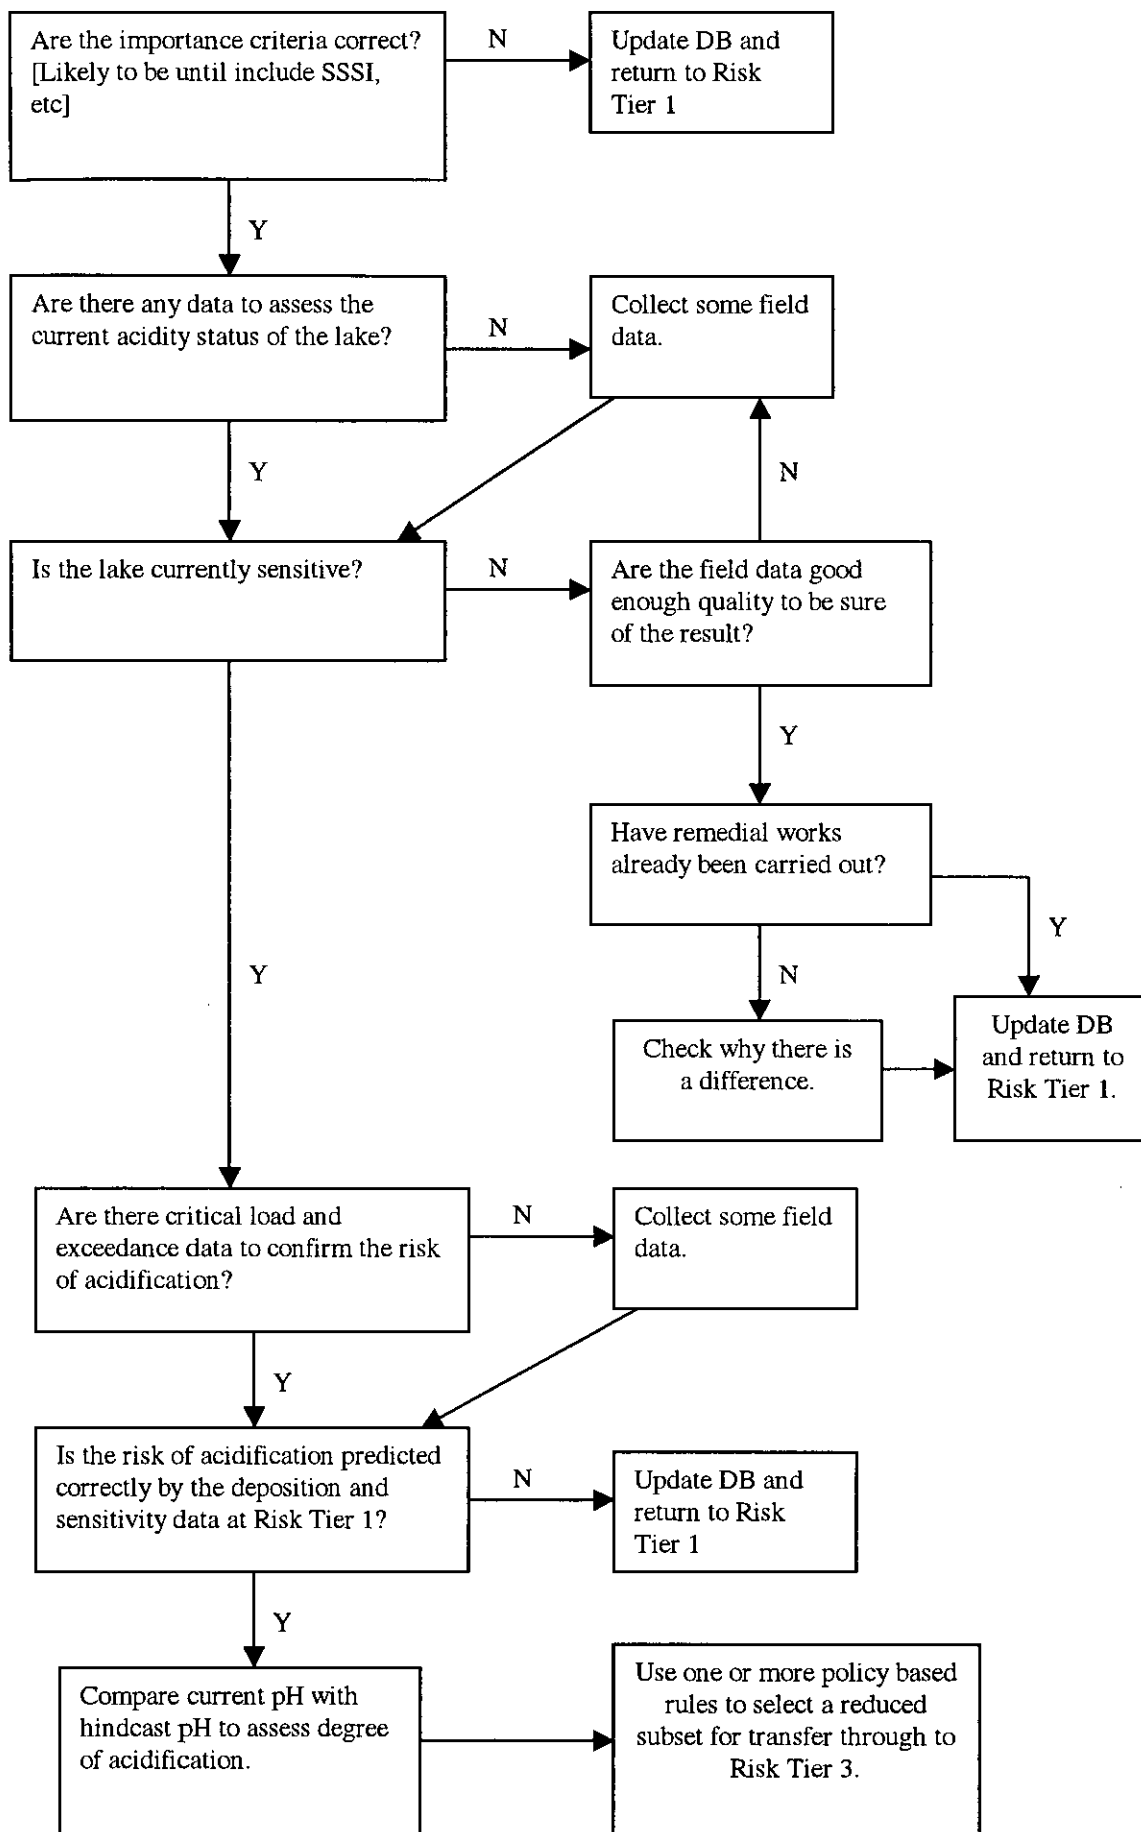 Are the importance criteria correct?
[Likely to be until include SSSI,
etc]
N
Update DB and
return to Risk
Tier 1
Y
Are there any data to assess the
current acidity status of the lake?
N
Collect some field
data.
Y
N
Is the lake currently sensitive?
N
Are the field data good
enough quality to be sure
of the result?
Y
Have remedial works
already been carried out?
Y
Y
N
Check why there is
a difference.
Update DB
and return to
Risk Tier 1.
Are there critical load and
exceedance data to confirm the risk
of acidification?
N
Collect some field
data.
Y
Is the risk of acidification predicted
correctly by the deposition and
sensitivity data at Risk Tier 1?
N
Update DB and
return to Risk
Tier 1
Y
Compare current pH with
hindcast pH to assess degree
of acidification.
Use one or more policy based
rules to select a reduced
subset for transfer through to
Risk Tier 3.